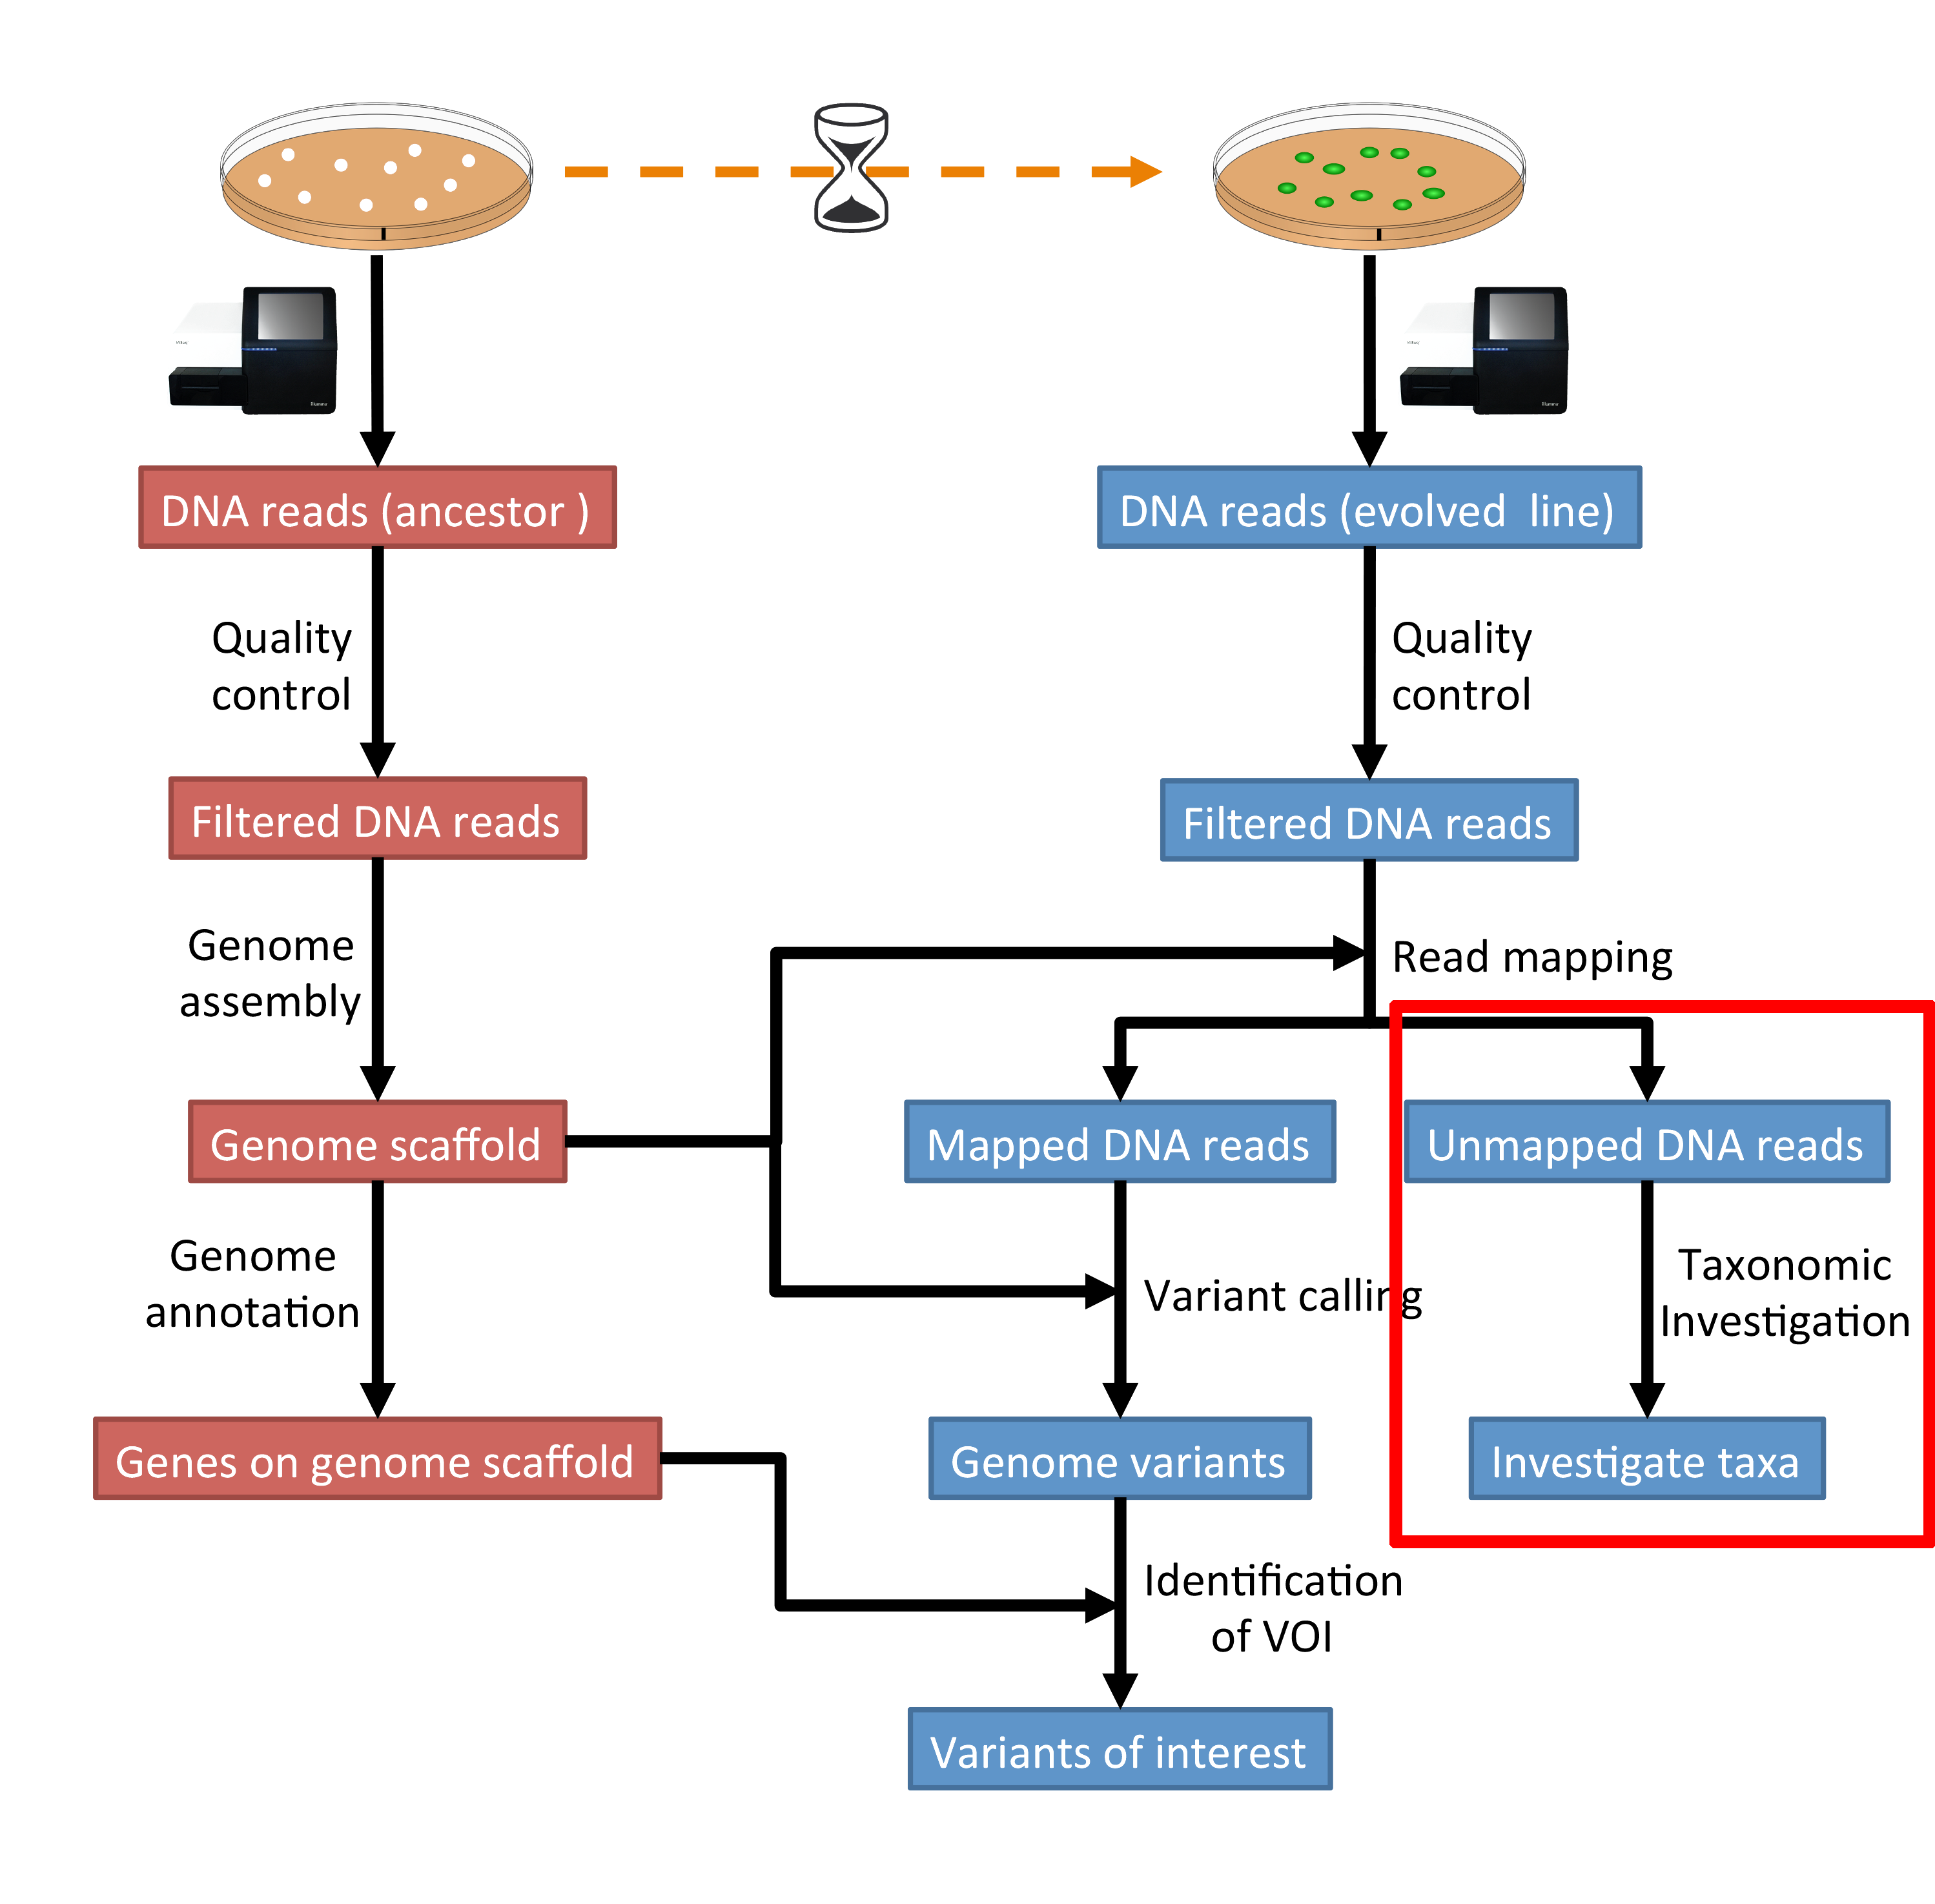 DNA reads (ancestor )
DNA reads (evolved  line)
Quality
control
Quality
control
Filtered DNA reads
Filtered DNA reads
Genome
assembly
Read mapping
Genome scaffold
Mapped DNA reads
Unmapped DNA reads
Genome
annotation
Variant calling
Taxonomic
Investigation
Genes on genome scaffold
Genome variants
Investigate taxa
Identification
of VOI
Variants of interest